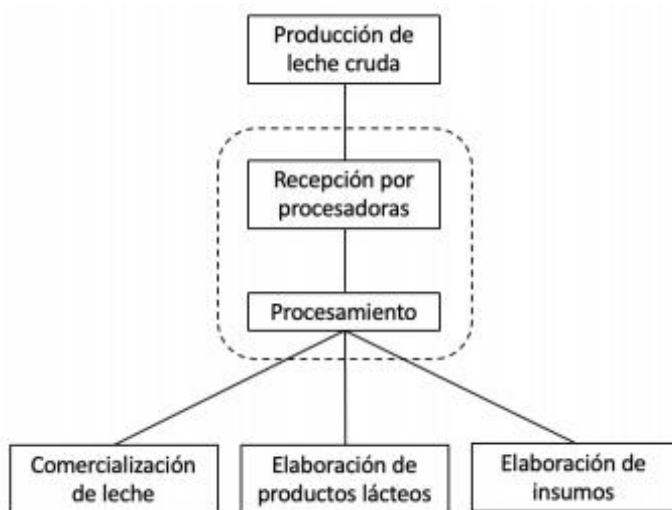 Producción de
leche cruda
Recepción por
procesadoras
Procesamiento
Comercialización
de leche
Elaboración de
productos lácteos
Elaboración de
insumos